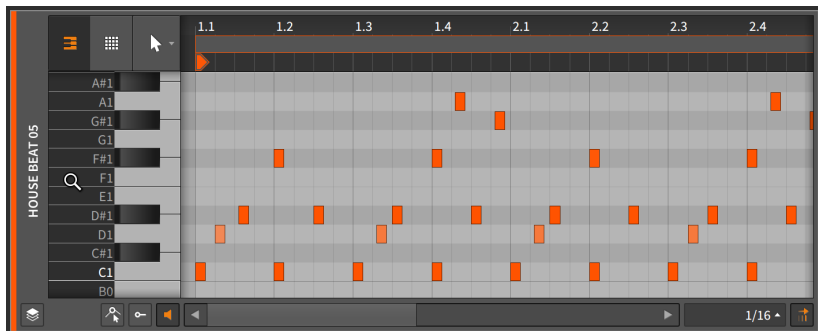 1.1 1.2 1.3 1.4 2.1 2.2 2.3 2.4
HOUSE BEAT 05
A#1
A1
G#1
G1
F#1
F1
E1
D#1
D1
C#1
C1
B0
1/16